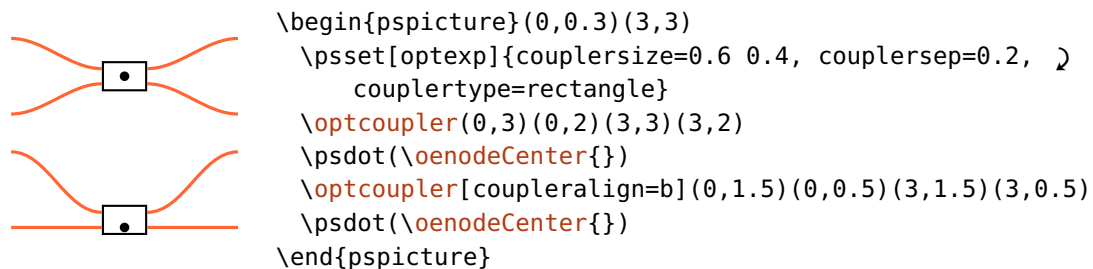 \begin{pspicture}(0,0.3)(3,3)
\psset[optexp]{couplersize=0.6 0.4, couplersep=0.2,
couplertype=rectangle}
\optcoupler(0,3)(0,2)(3,3)(3,2)
\psdot(\oenodeCenter{})
\optcoupler[coupleralign=b](0,1.5)(0,0.5)(3,1.5)(3,0.5)
\psdot(\oenodeCenter{})
\end{pspicture}